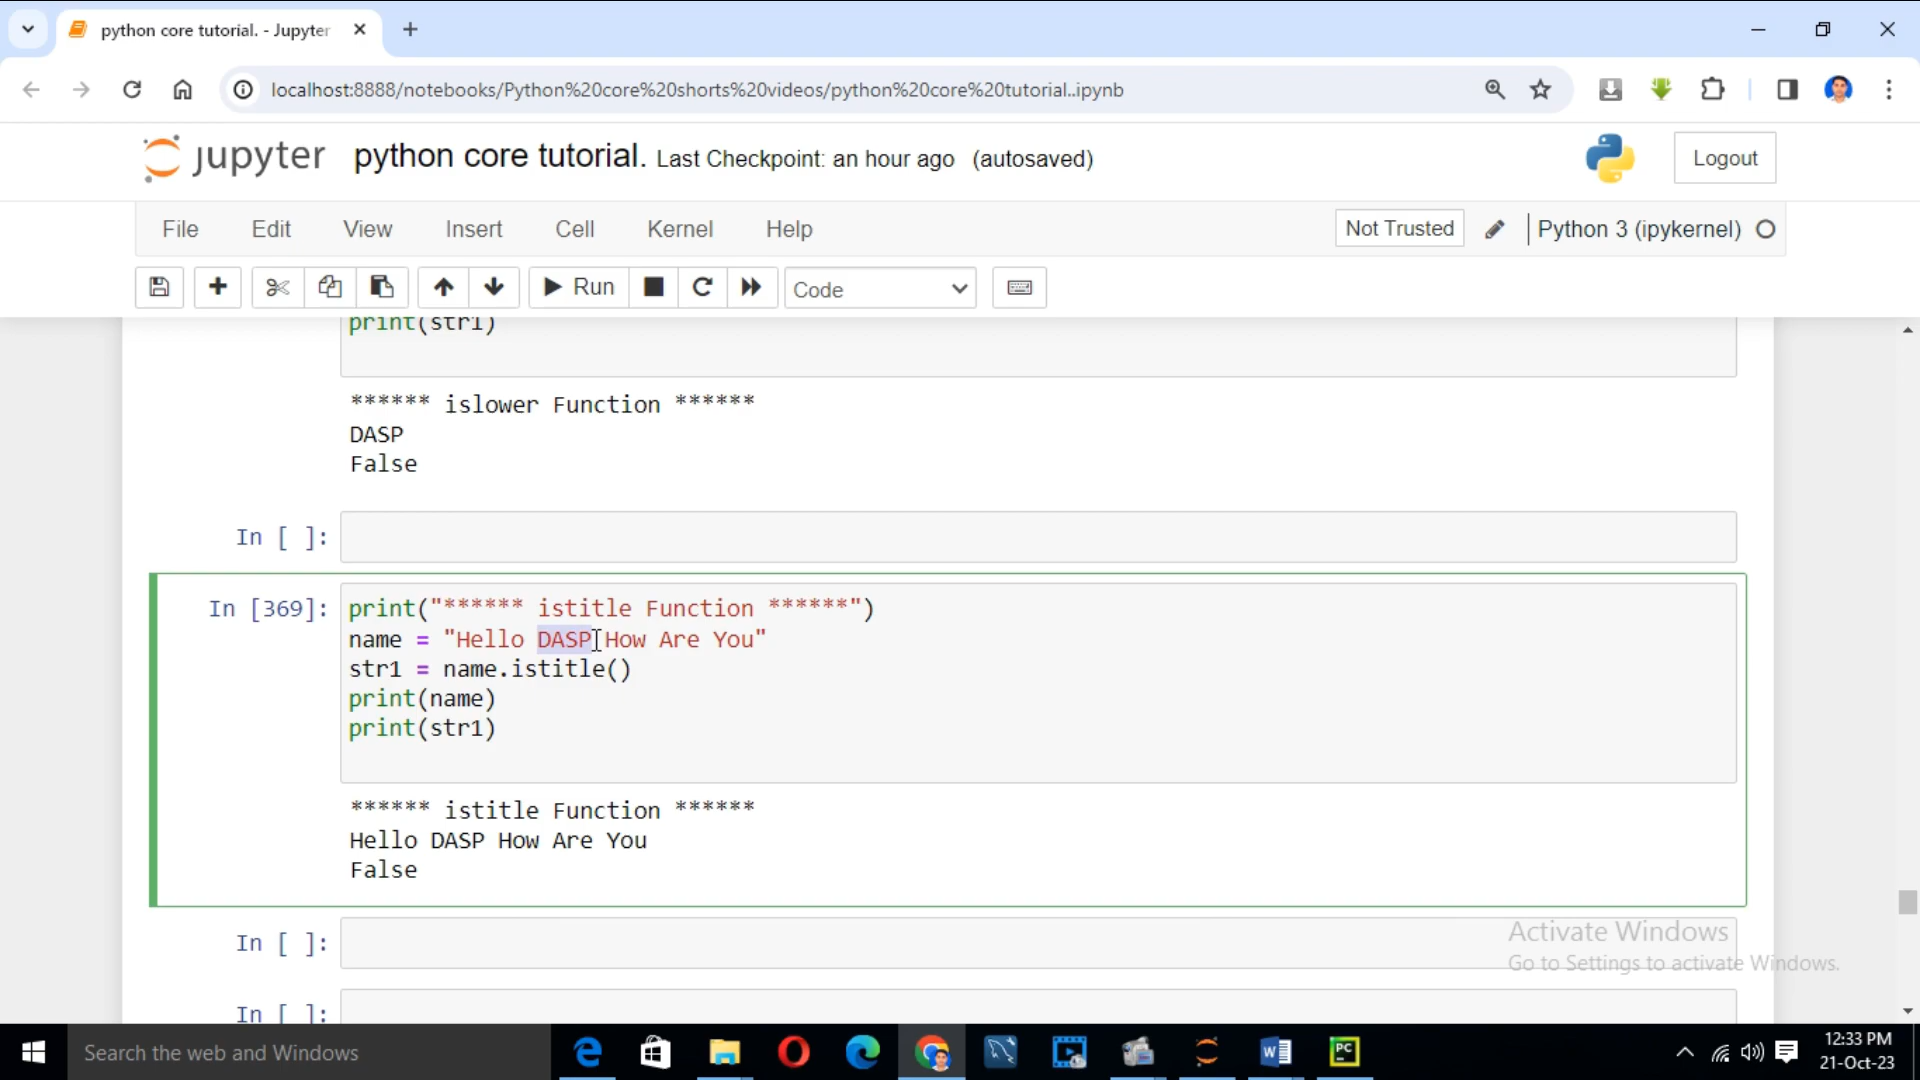 python core tutorial. - Jupyter
localhost:8888/notebooks/Python%20core%20shorts%20videos/python%20core%20tutorial..ipynb
jupyter python core tutorial. Last Checkpoint: an hour ago (autosaved)
Logout
File Edit View Insert Cell Kernel Help
Not Trusted Python 3 (ipykernel)
Run Code
print(str1)
****** islower Function ******
DASP
False
In [ ]:
In [369]: print("****** istitle Function ******")
name = "Hello DASP How Are You"
str1 = name.istitle()
print(name)
print(str1)
****** istitle Function ******
Hello DASP How Are You
False
In [ ]:
Activate Windows
Go to Settings to activate Windows.
In [ ]:
Search the web and Windows
PC
12:33 PM
21-Oct-23